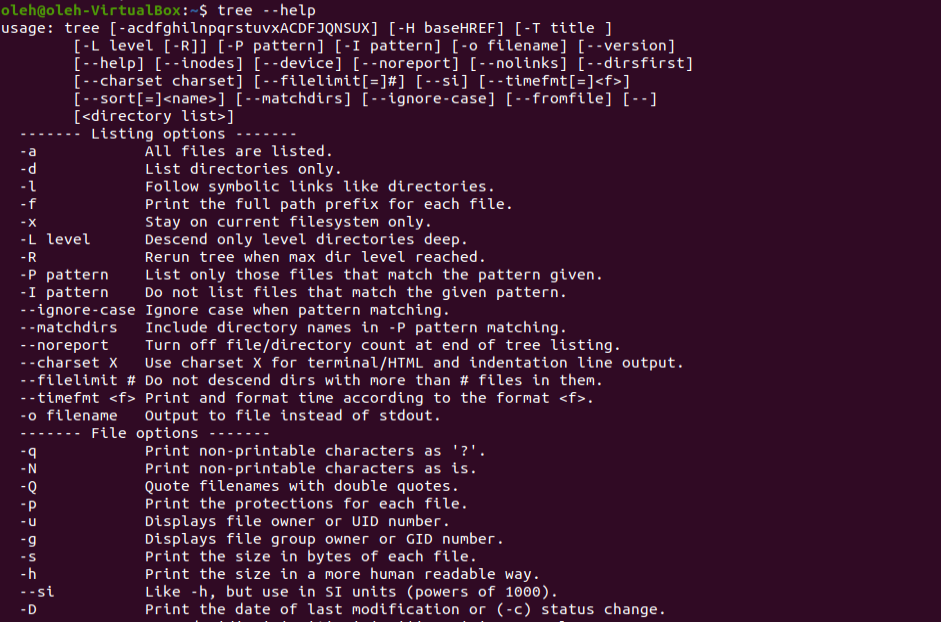 oleh@oleh-VirtualBox:~$ tree --help
usage: tree [-acdfghilnpqrstuvxACDFJQNSUX] [-H baseHREF] [-T title ]
        [-L level [-R]] [-P pattern] [-I pattern] [-o filename] [--version]
        [--help] [--inodes] [--device] [--noreport] [--nolinks] [--dirsfirst]
        [--charset charset] [--filelimit[=]#] [--si] [--timefmt[=]<f>]
        [--sort[=]<name>] [--matchdirs] [--ignore-case] [--fromfile] [--]
        [<directory list>]
  ------- Listing options -------
  -a            All files are listed.
  -d            List directories only.
  -l            Follow symbolic links like directories.
  -f            Print the full path prefix for each file.
  -x            Stay on current filesystem only.
  -L level      Descend only level directories deep.
  -R            Rerun tree when max dir level reached.
  -P pattern    List only those files that match the pattern given.
  -I pattern    Do not list files that match the given pattern.
  --ignore-case Ignore case when pattern matching.
  --matchdirs   Include directory names in -P pattern matching.
  --noreport    Turn off file/directory count at end of tree listing.
  --charset X   Use charset X for terminal/HTML and indentation line output.
  --filelimit # Do not descend dirs with more than # files in them.
  --timefmt <f> Print and format time according to the format <f>.
  -o filename   Output to file instead of stdout.
  ------- File options -------
  -q            Print non-printable characters as '?'.
  -N            Print non-printable characters as is.
  -Q            Quote filenames with double quotes.
  -p            Print the protections for each file.
  -u            Displays file owner or UID number.
  -g            Displays file group owner or GID number.
  -s            Print the size in bytes of each file.
  -h            Print the size in a more human readable way.
  --si          Like -h, but use in SI units (powers of 1000).
  -D            Print the date of last modification or (-c) status change.